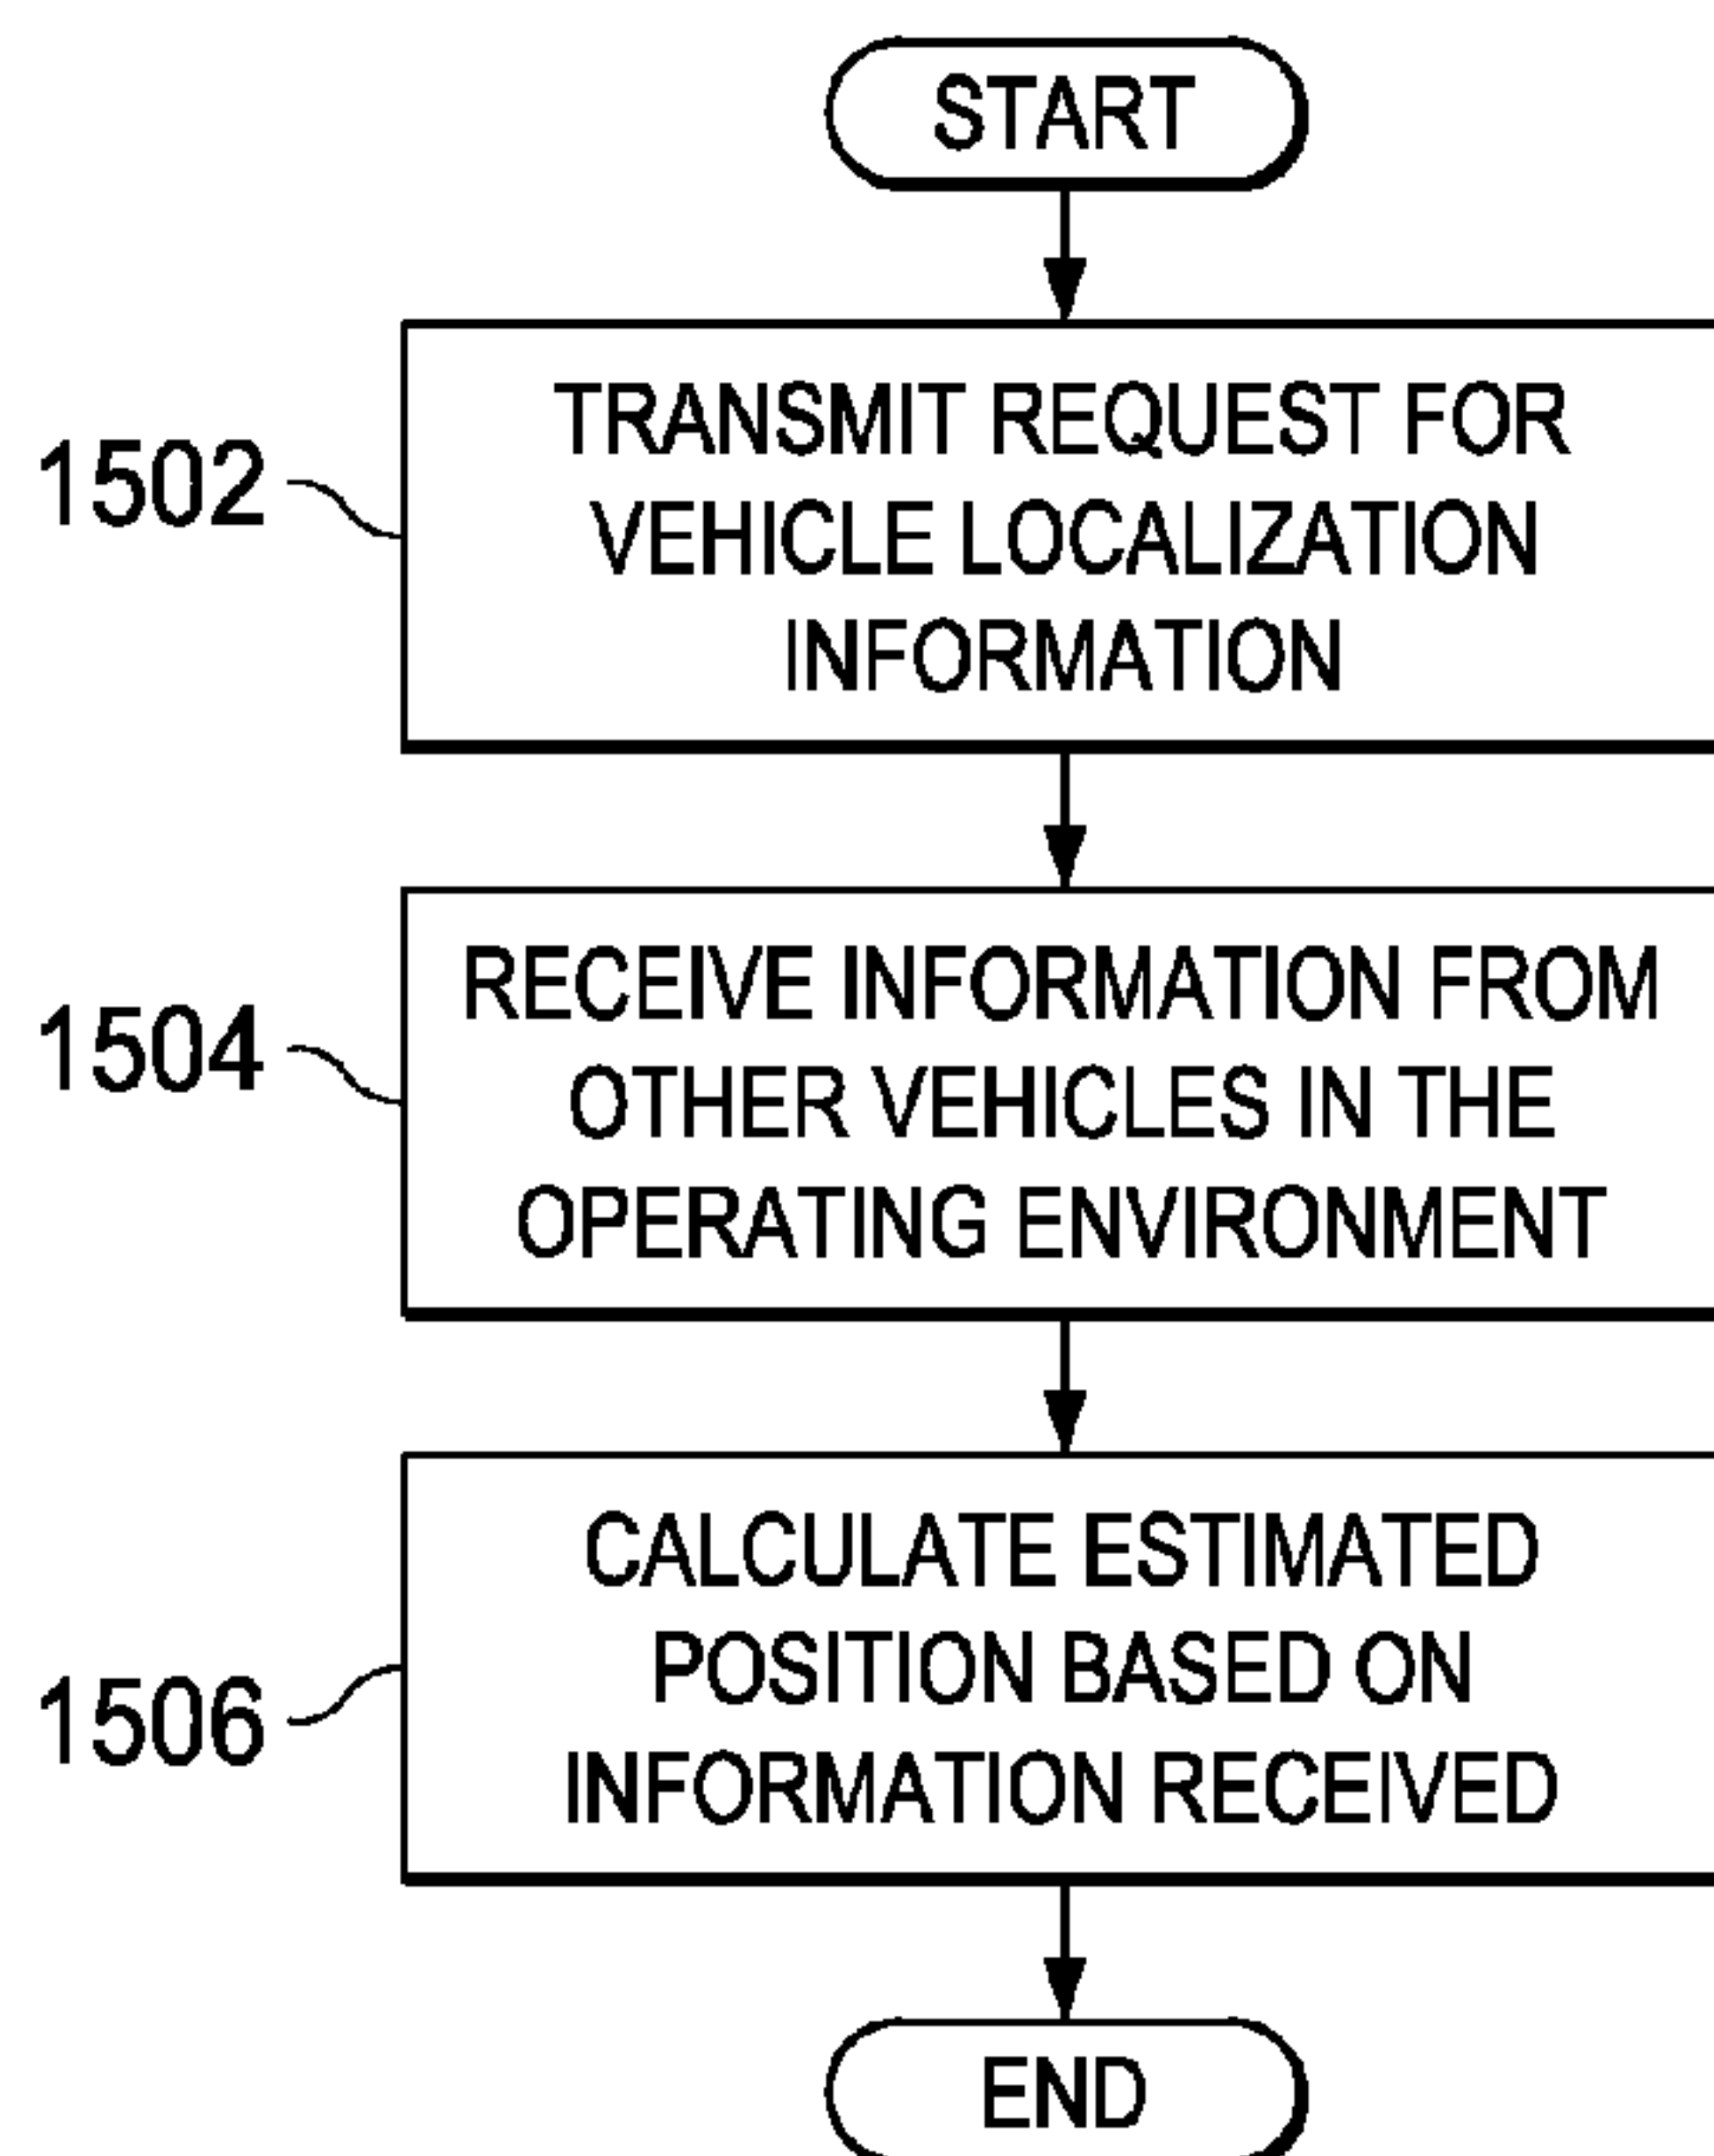 START
1502
TRANSMIT REQUEST FOR
VEHICLE LOCALIZATION
INFORMATION
1504
RECEIVE INFORMATION FROM
OTHER VEHICLES IN THE
OPERATING ENVIRONMENT
1506
CALCULATE ESTIMATED
POSITION BASED ON
INFORMATION RECEIVED
END